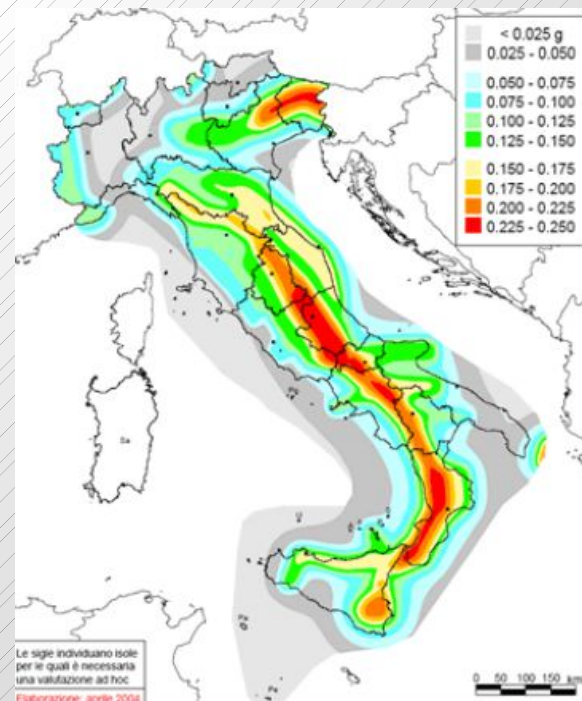 < 0.025 g
0.025 - 0.050
0.050 - 0.075
0.075 - 0.100
0.100 - 0.125
0.125 - 0.150
0.150 - 0.175
0.175 - 0.200
0.200 - 0.225
0.225 - 0.250
Le sigle individuano isole
per le quali è necessaria
una valutazione ad hoc
Elaborazione: aprile 2004
0 50 100 150 km